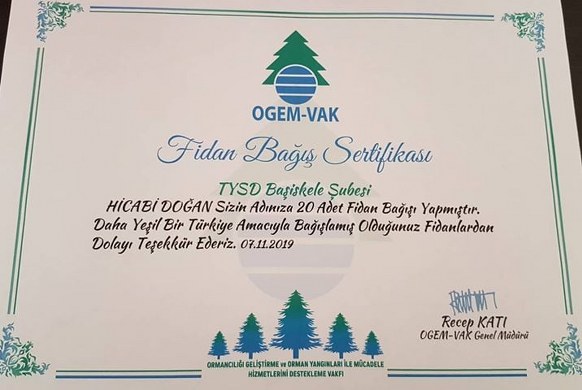 OGEM-VAK
Fidan Bağış Sertifikası
TYSD Başiskele Şubesi
HİCABİ DOĞAN Sizin Adınıza 20 Adet Fidan Bağışı Yapmıştır.
Daha Yeşil Bir Türkiye Amacıyla Bağışlamış Olduğunuz Fidanlardan
Dolayı Teşekkür Ederiz. 07.11.2019
Recep KATI
OGEM-VAK Genel Müdürü
ORMANCILIĞI GELİŞTİRME ve ORMAN YANGINLARI İLE MÜCADELE
HİZMETLERİNİ DESTEKLEME VAKFI